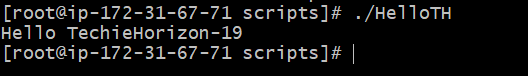 [root@ip-172-31-67-71 scripts]# ./HelloTH
Hello TechieHorizon-19
[root@ip-172-31-67-71 scripts]#